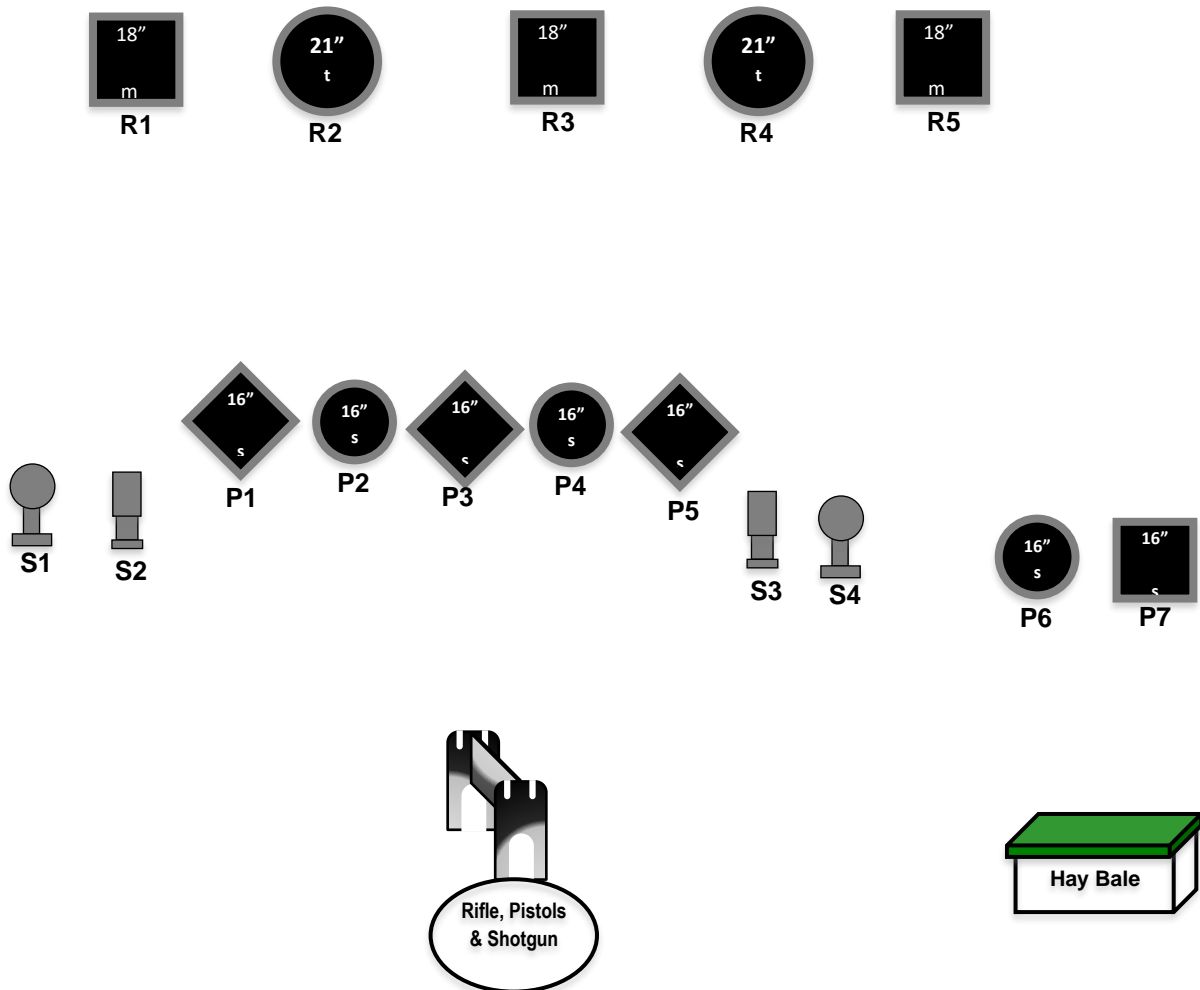 18”
m
R1
21”
t
R2
18”
m
R3
21”
t
R4
18”
m
R5
16”
s
P1
16”
s
P2
16”
s
P3
16”
s
P4
16”
s
P5
S1
S2
S3
S4
16”
s
P6
16”
s
P7
Rifle, Pistols
& Shotgun
Hay Bale